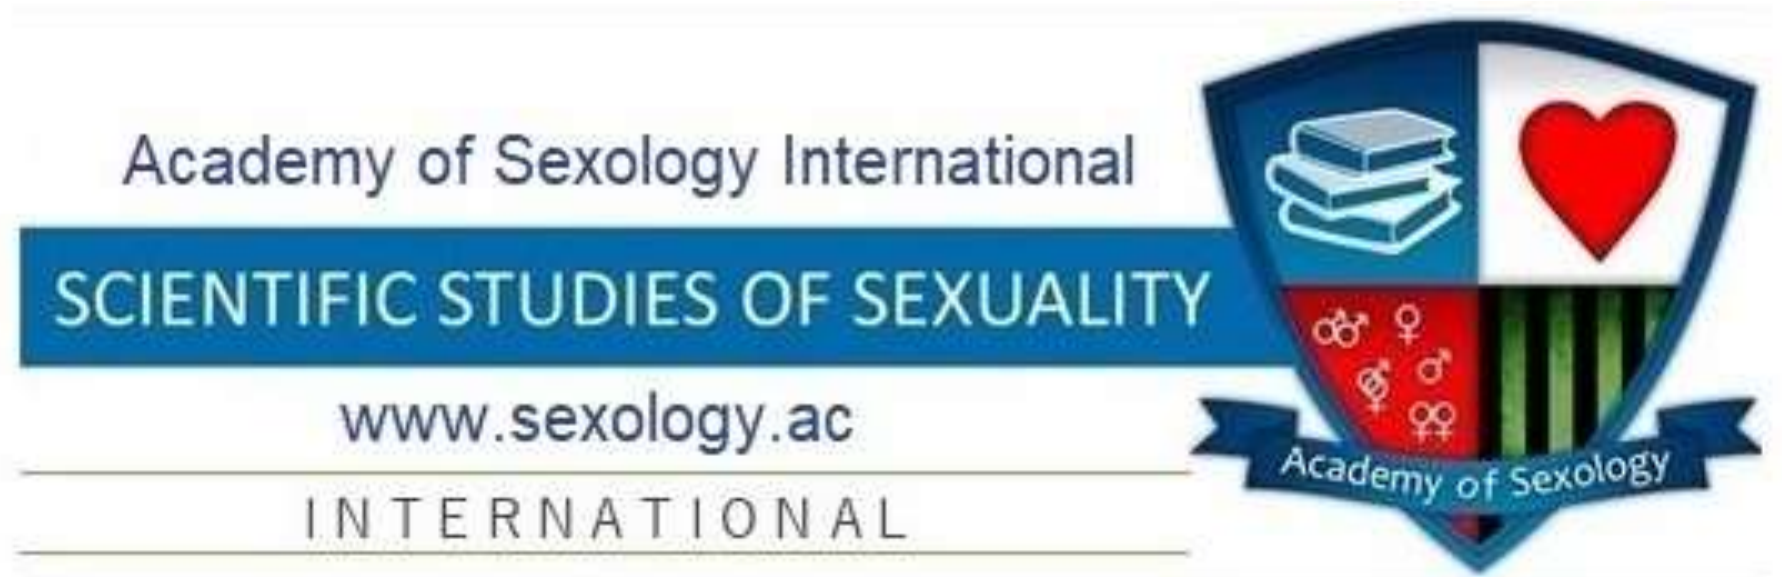 Academy of Sexology International
SCIENTIFIC STUDIES OF SEXUALITY
www.sexology.ac
INTERNATIONAL
Academy of Sexology